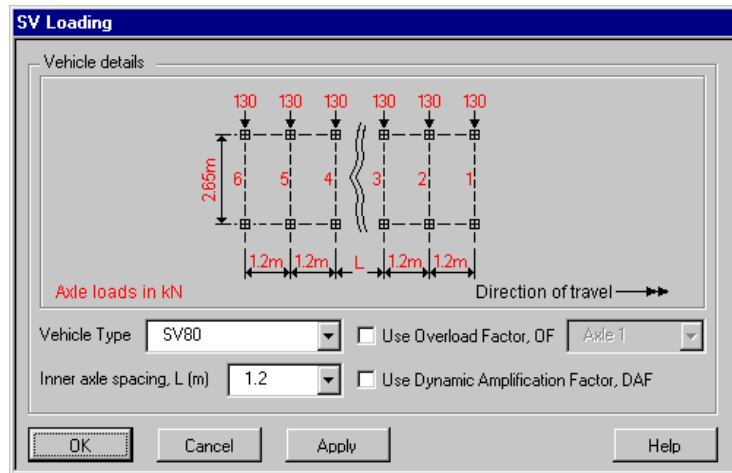 SV Loading
Vehicle details
130 130 130 130 130 130
2.65m
6 5 4 3 2 1
1.2m 1.2m L 1.2m 1.2m
Axle loads in kN
Direction of travel
Vehicle Type SV80
Use Overload Factor, OF Axle 1
Inner axle spacing, L (m) 1.2
Use Dynamic Amplification Factor, DAF
OK Cancel Apply Help